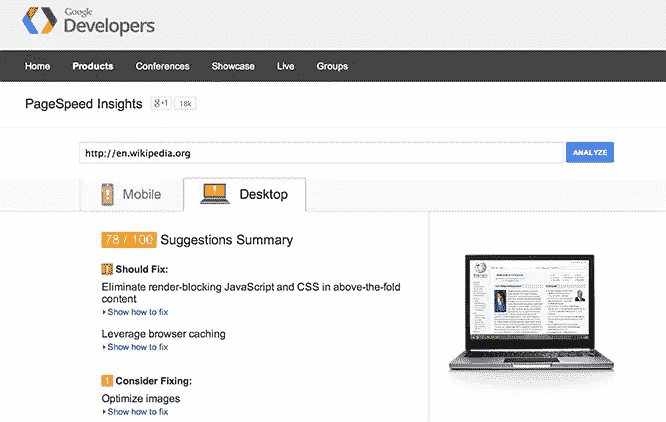 Google
Developers
Home Products Conferences Showcase Live Groups
PageSpeed Insights g+1 18k
http://en.wikipedia.org ANALYZE
Mobile Desktop
78 / 100 Suggestions Summary
! Should Fix:
Eliminate render-blocking JavaScript and CSS in above-the-fold
content
Show how to fix
Leverage browser caching
Show how to fix
! Consider Fixing:
Optimize images
Show how to fix